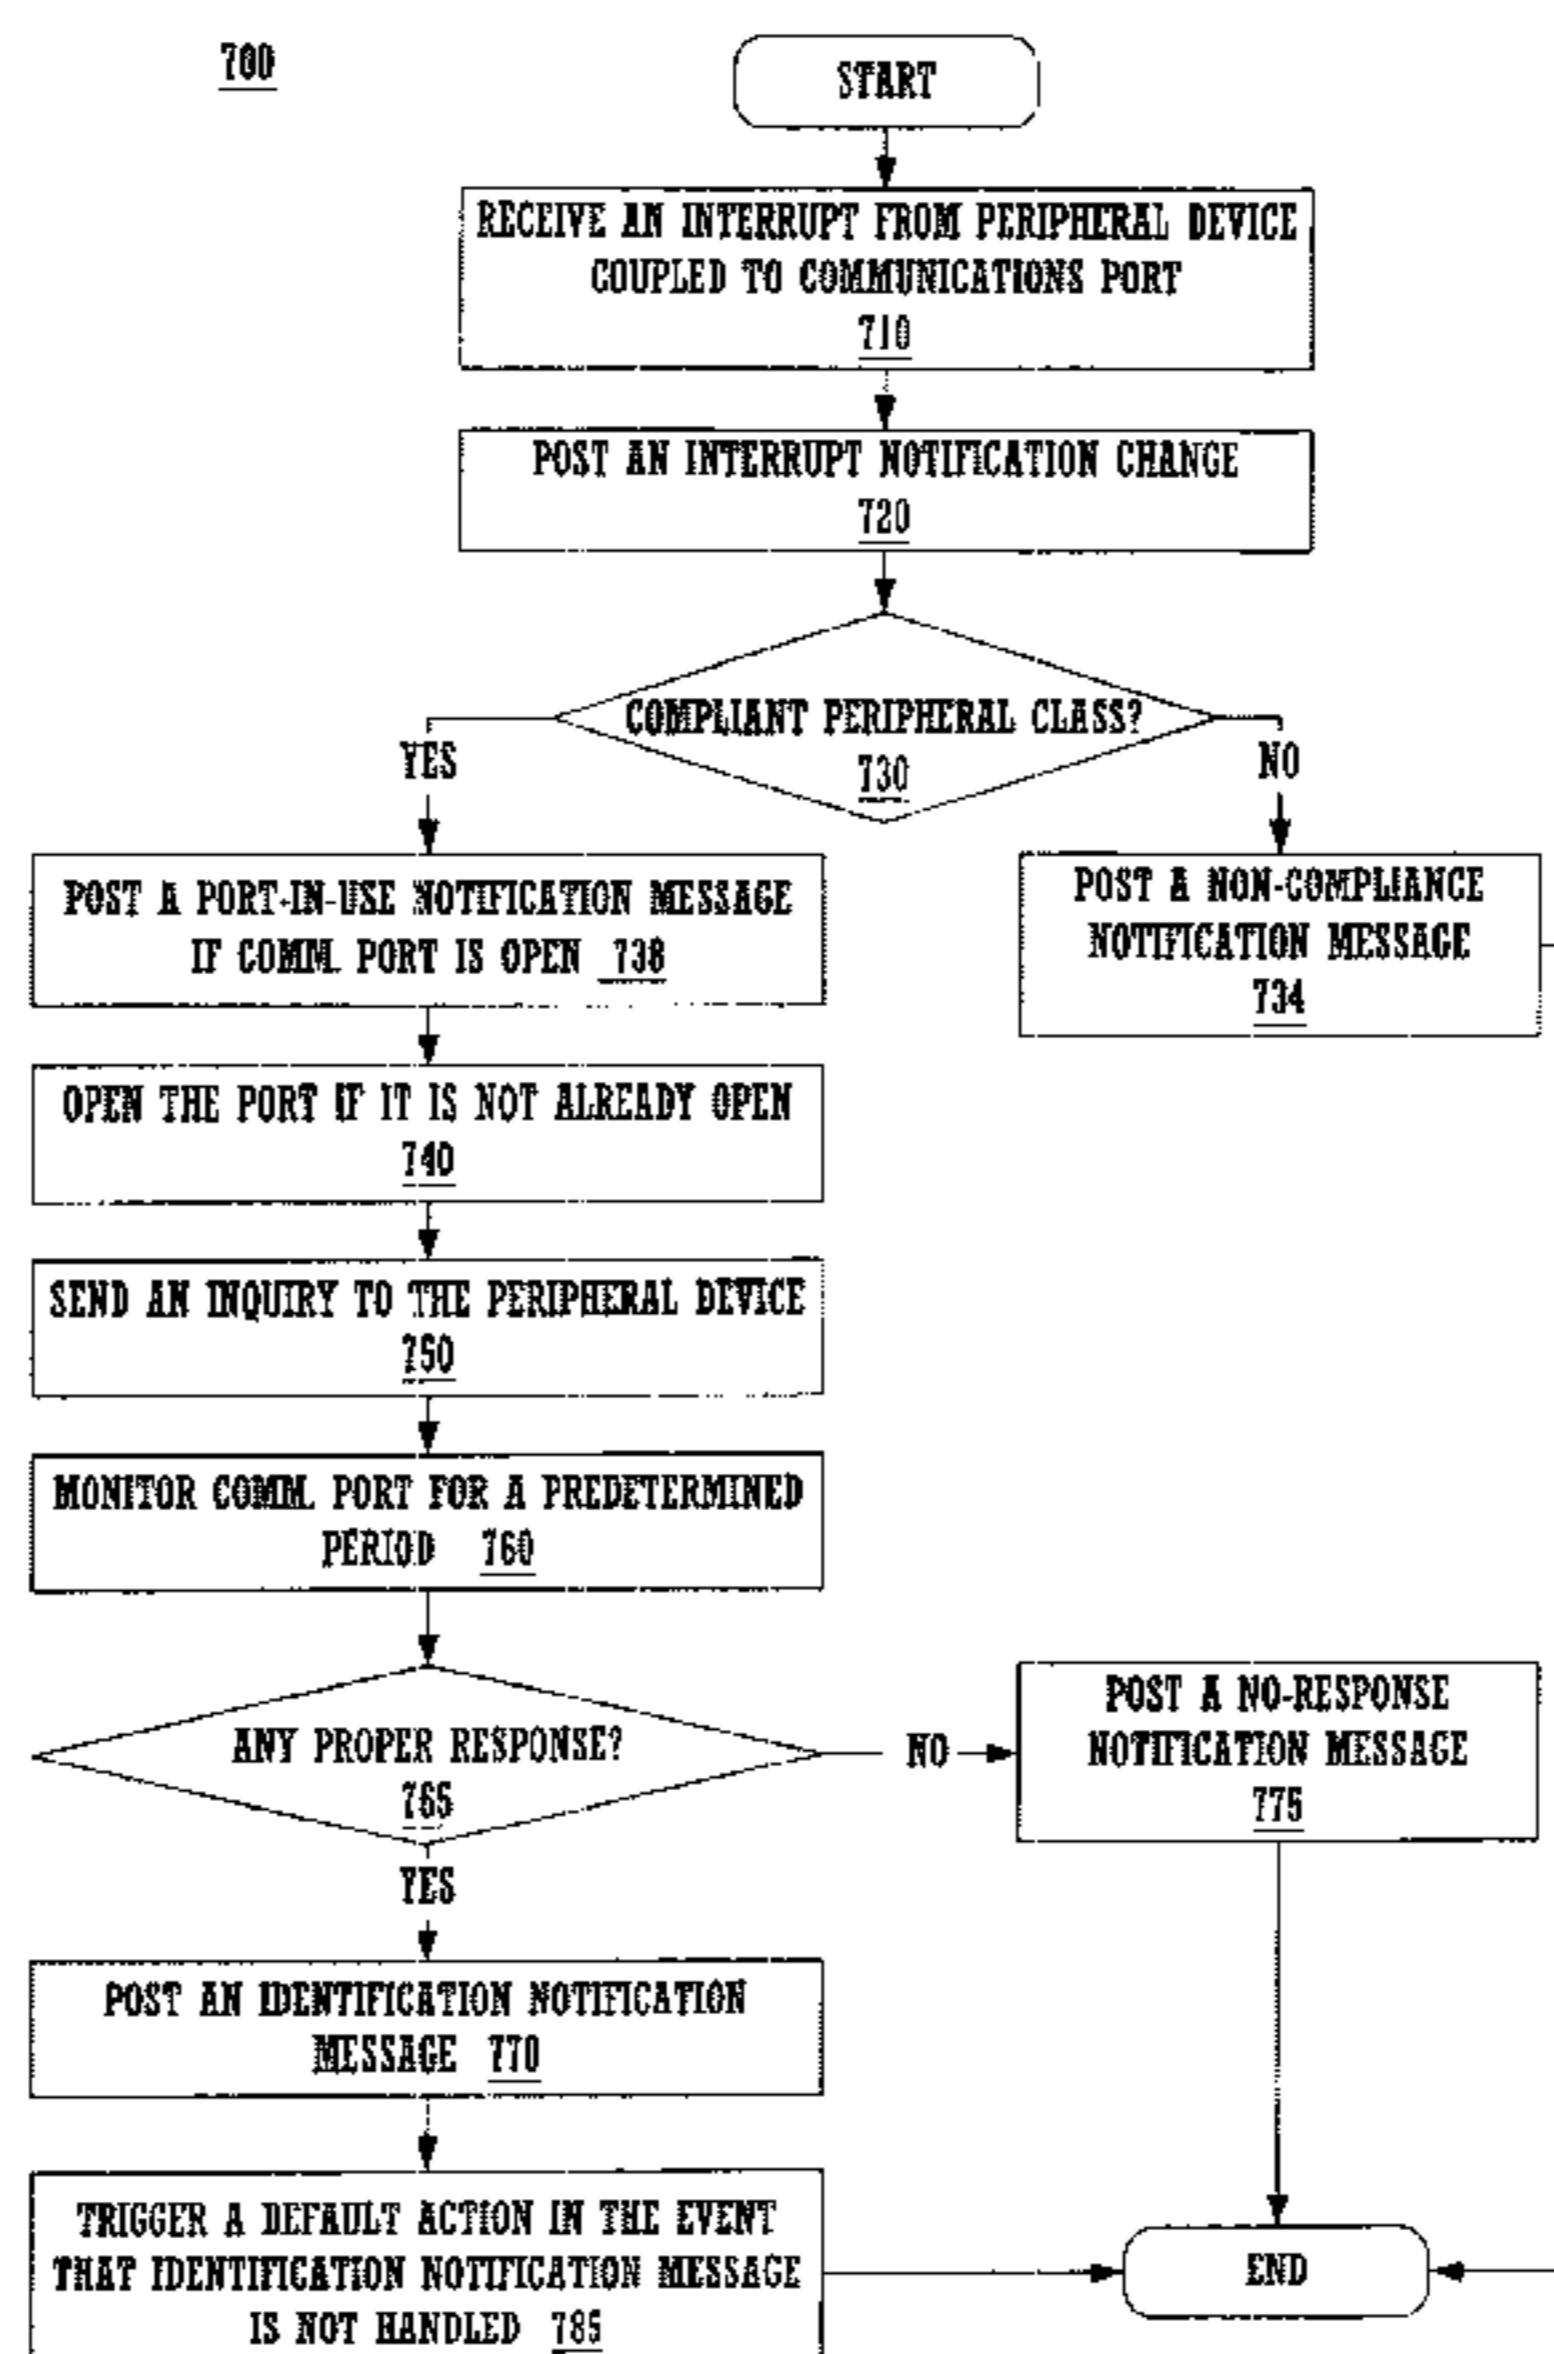 700
START
RECEIVE AN INTERRUPT FROM PERIPHERAL DEVICE
COUPLED TO COMMUNICATIONS PORT
710
POST AN INTERRUPT NOTIFICATION CHANGE
720
COMPLIANT PERIPHERAL CLASS?
730
YES
NO
POST A PORT-IN-USE NOTIFICATION MESSAGE
IF COMM. PORT IS OPEN 738
POST A NON-COMPLIANCE
NOTIFICATION MESSAGE
734
OPEN THE PORT IF IT IS NOT ALREADY OPEN
740
SEND AN INQUIRY TO THE PERIPHERAL DEVICE
750
MONITOR COMM. PORT FOR A PREDETERMINED
PERIOD 760
ANY PROPER RESPONSE?
765
NO
POST A NO-RESPONSE
NOTIFICATION MESSAGE
775
YES
POST AN IDENTIFICATION NOTIFICATION
MESSAGE 770
TRIGGER A DEFAULT ACTION IN THE EVENT
THAT IDENTIFICATION NOTIFICATION MESSAGE
IS NOT HANDLED 785
END